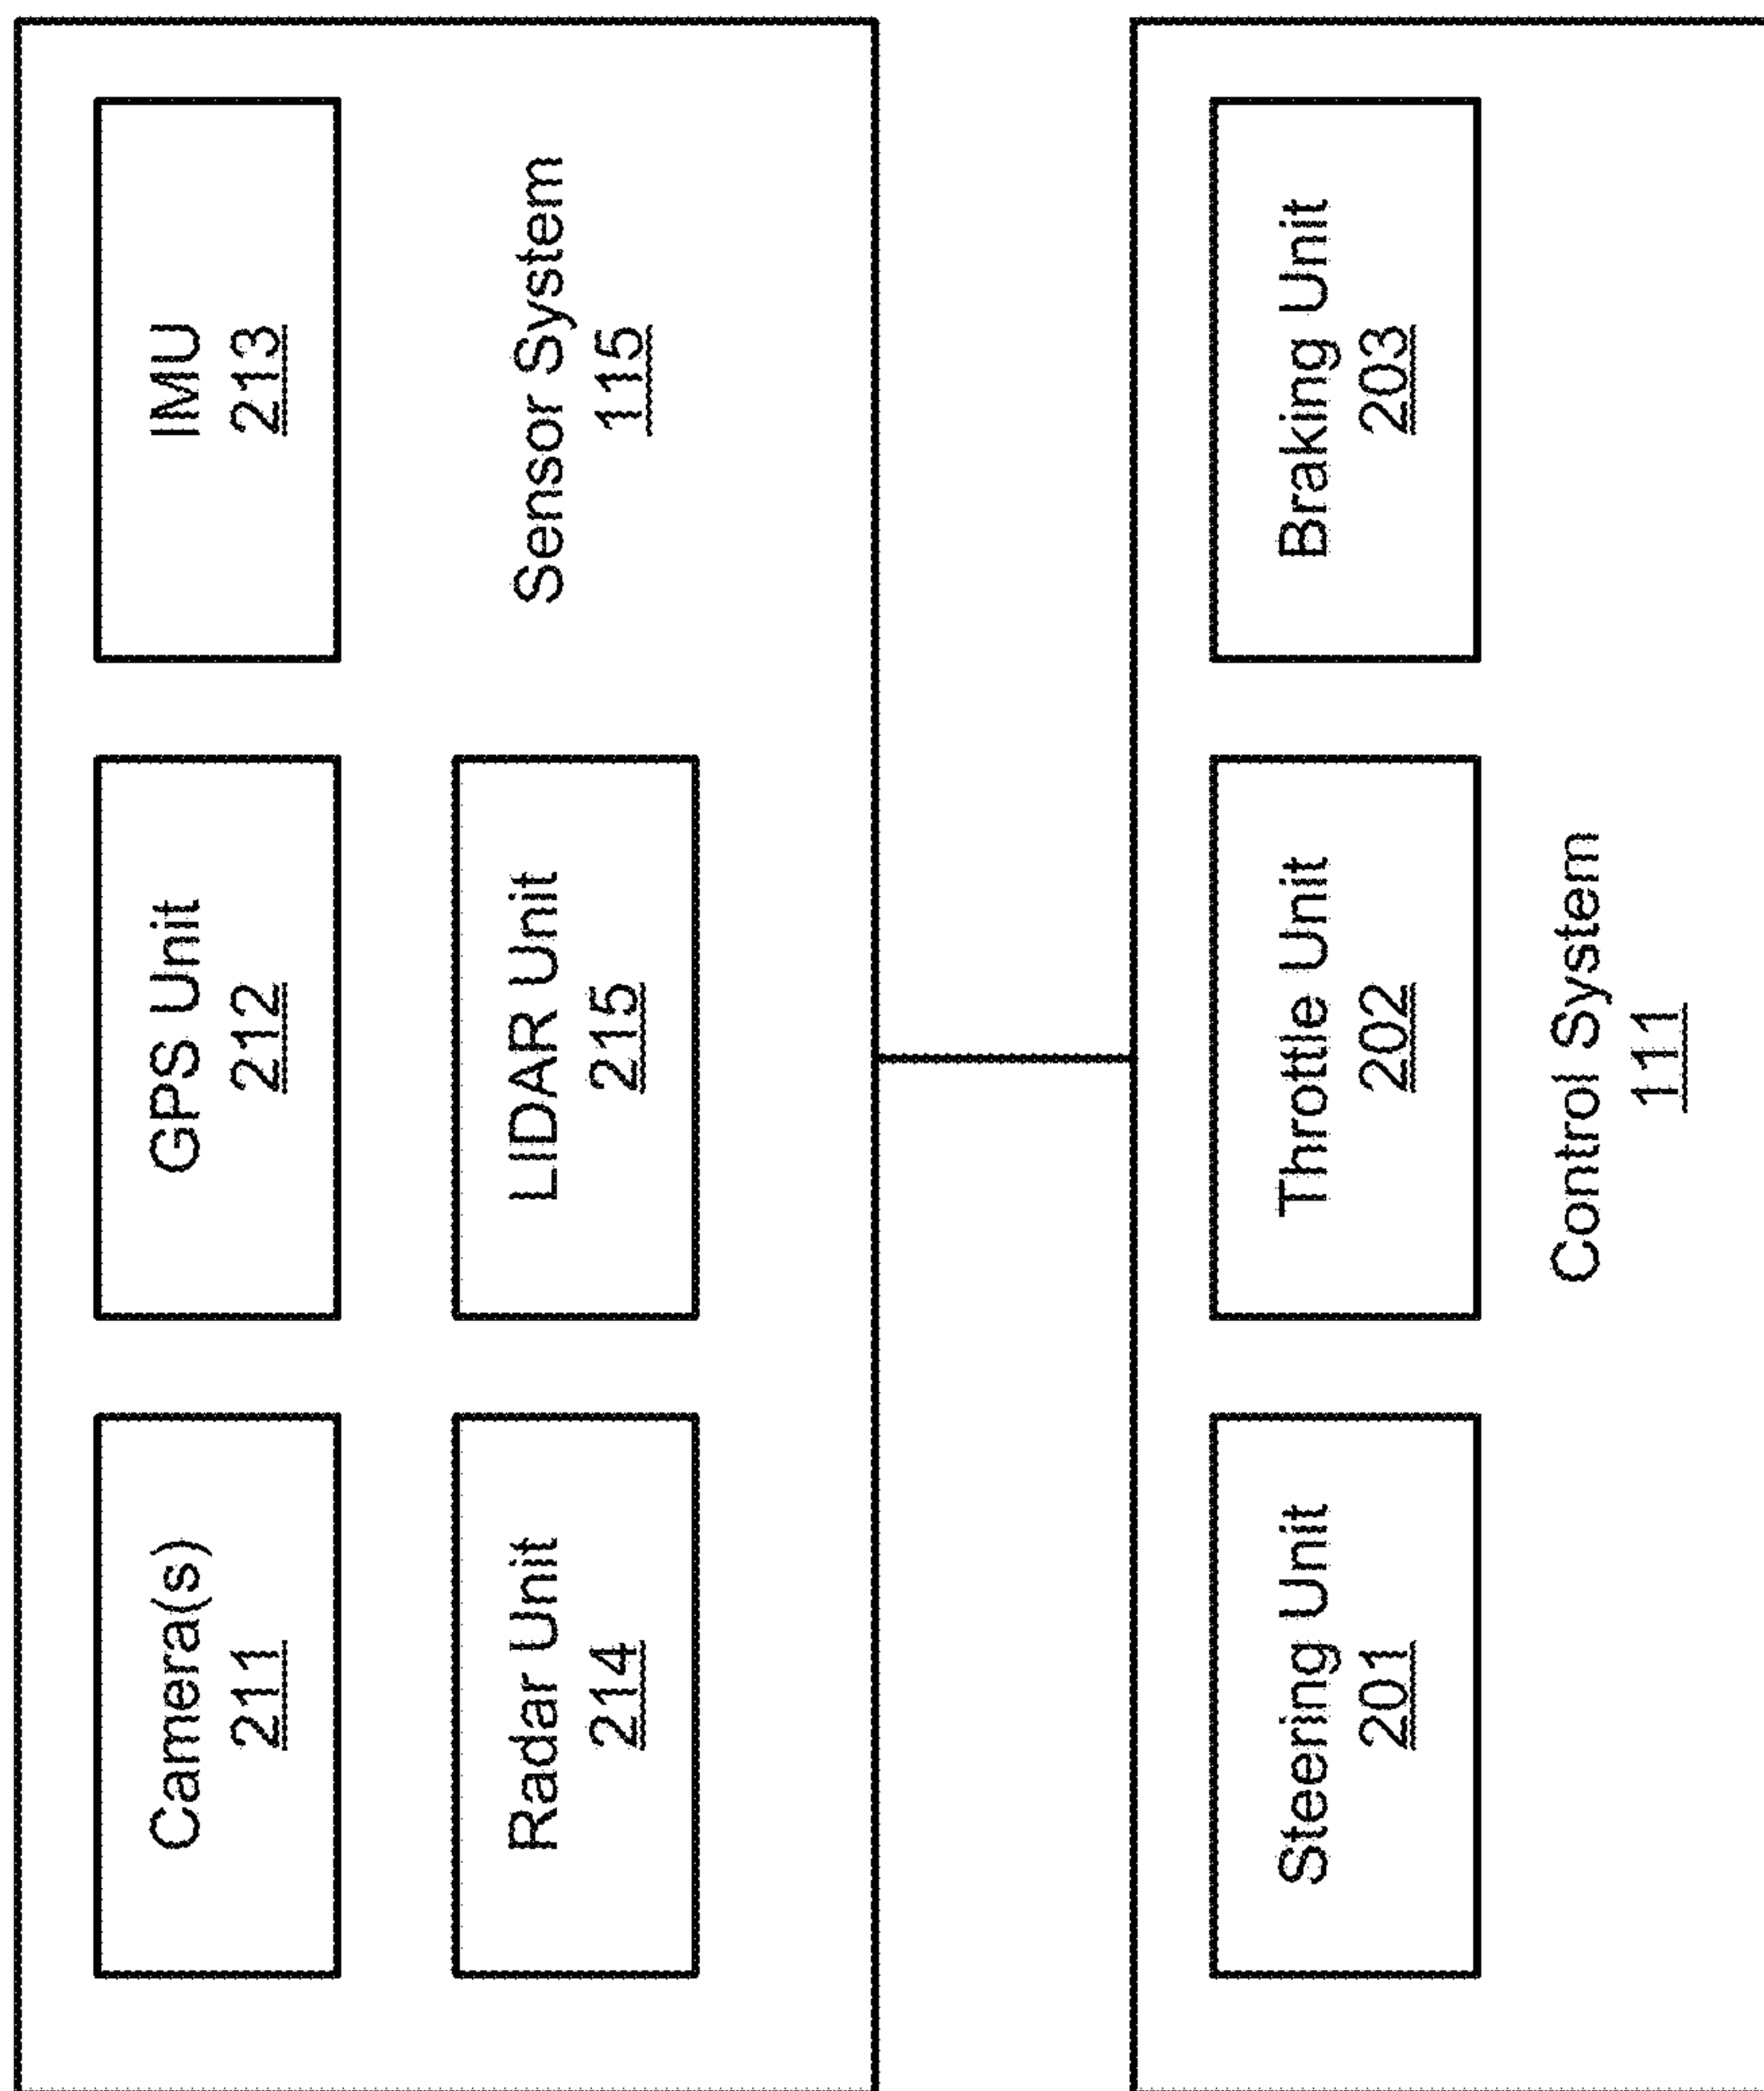 Camera(s)
211
GPS Unit
212
IMU
213
Radar Unit
214
LIDAR Unit
215
Sensor System
115
Steering Unit
201
Throttle Unit
202
Braking Unit
203
Control System
111